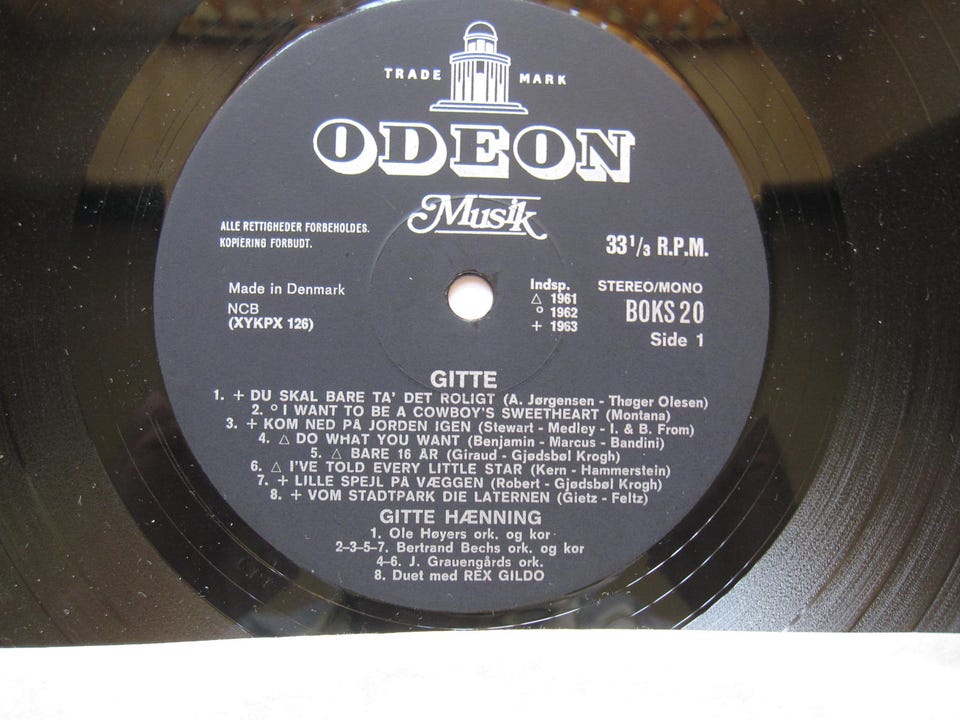 TRADE MARK
ODEON
Musik
ALLE RETTIGHEDER FORBEHOLDES.
KOPIERING FORBUDT.
33 1/3 R.P.M.
Made in Denmark
NCB
(XYKPX 126)
Indsp.
△ 1961
° 1962
+ 1963
STEREO/MONO
BOKS 20
Side 1
GITTE
1. + DU SKAL BARE TA' DET ROLIGT (A. Jørgensen - Thøger Olesen)
2. ° I WANT TO BE A COWBOY'S SWEETHEART (Montana)
3. + KOM NED PÅ JORDEN IGEN (Stewart - Medley - I. & B. From)
4. △ DO WHAT YOU WANT (Benjamin - Marcus - Bandini)
5. △ BARE 16 ÅR (Giraud - Gjødsbøl Krogh)
6. △ I'VE TOLD EVERY LITTLE STAR (Kern - Hammerstein)
7. + LILLE SPEJL PÅ VÆGGEN (Robert - Gjødsbøl Krogh)
8. + VOM STADTPARK DIE LATERNEN (Gietz - Feltz)
GITTE HÆNNING
1. Ole Høyers ork. og kor
2–3–5–7. Bertrand Bechs ork. og kor
4–6. J. Grauengårds ork.
8. Duet med REX GILDO